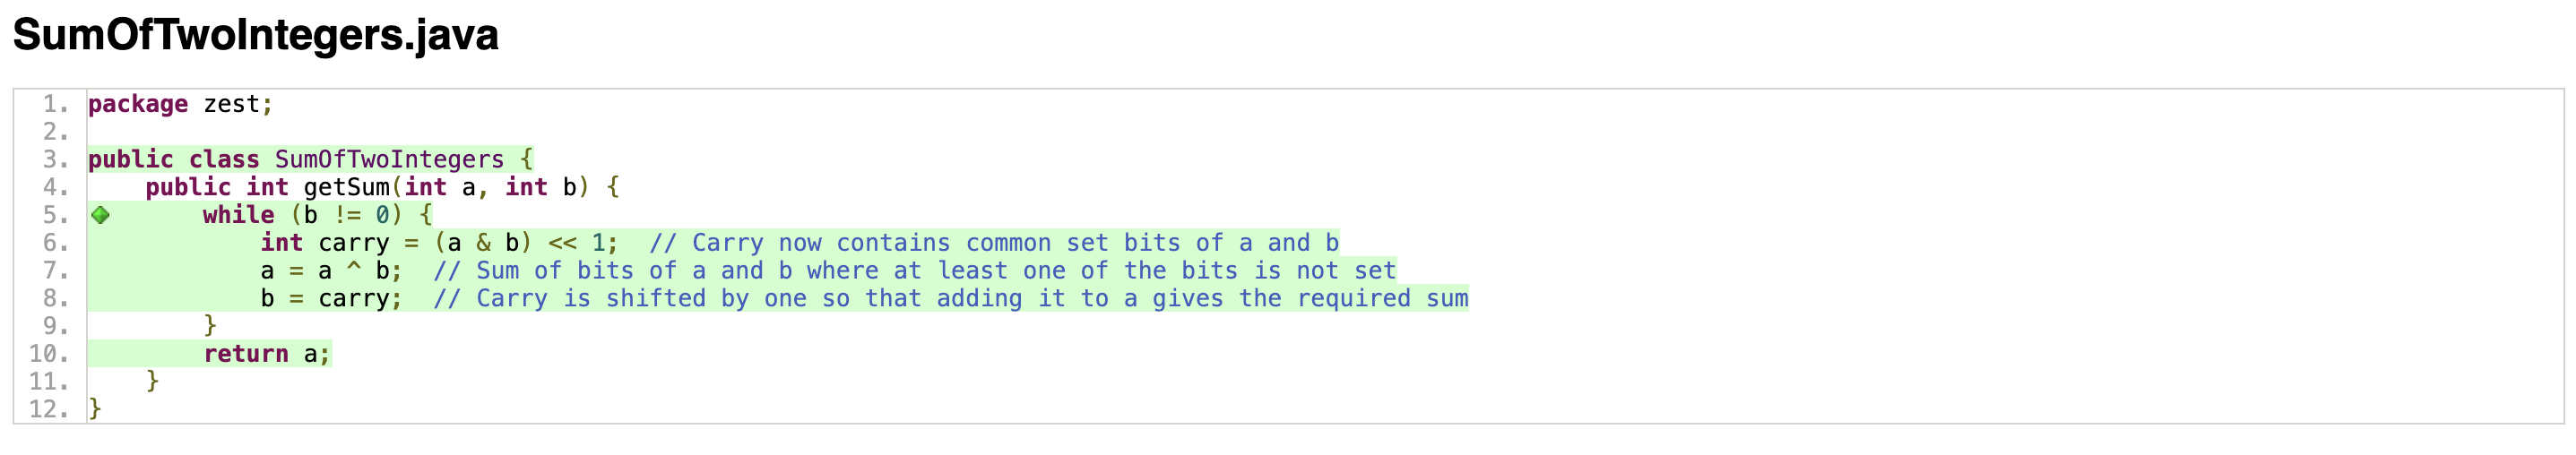 SumOfTwoIntegers.java
1. package zest;
2.
3. public class SumOfTwoIntegers {
4.     public int getSum(int a, int b) {
5.         while (b != 0) {
6.             int carry = (a & b) << 1;  // Carry now contains common set bits of a and b
7.             a = a ^ b;  // Sum of bits of a and b where at least one of the bits is not set
8.             b = carry;  // Carry is shifted by one so that adding it to a gives the required sum
9.         }
10.         return a;
11.     }
12. }